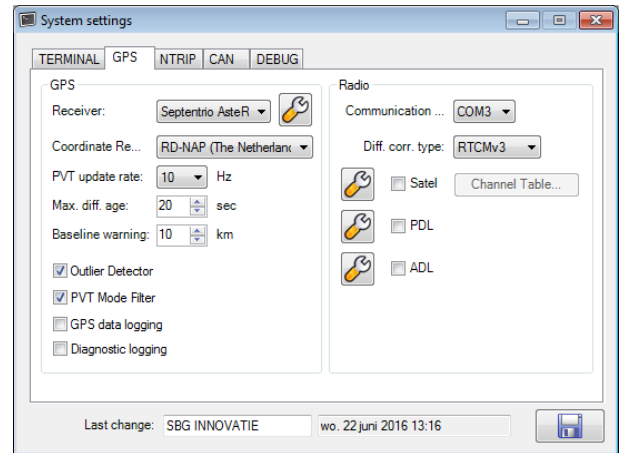 System settings
TERMINAL GPS NTRIP CAN DEBUG
GPS
Receiver: Septentrio AsteR
Coordinate Re... RD-NAP (The Netherlanc
PVT update rate: 10 Hz
Max. diff. age: 20 sec
Baseline warning: 10 km
Outlier Detector
PVT Mode Filter
GPS data logging
Diagnostic logging
Radio
Communication ... COM3
Diff. corr. type: RTCMv3
Satel Channel Table...
PDL
ADL
Last change: SBG INNOVATIE wo. 22 juni 2016 13:16